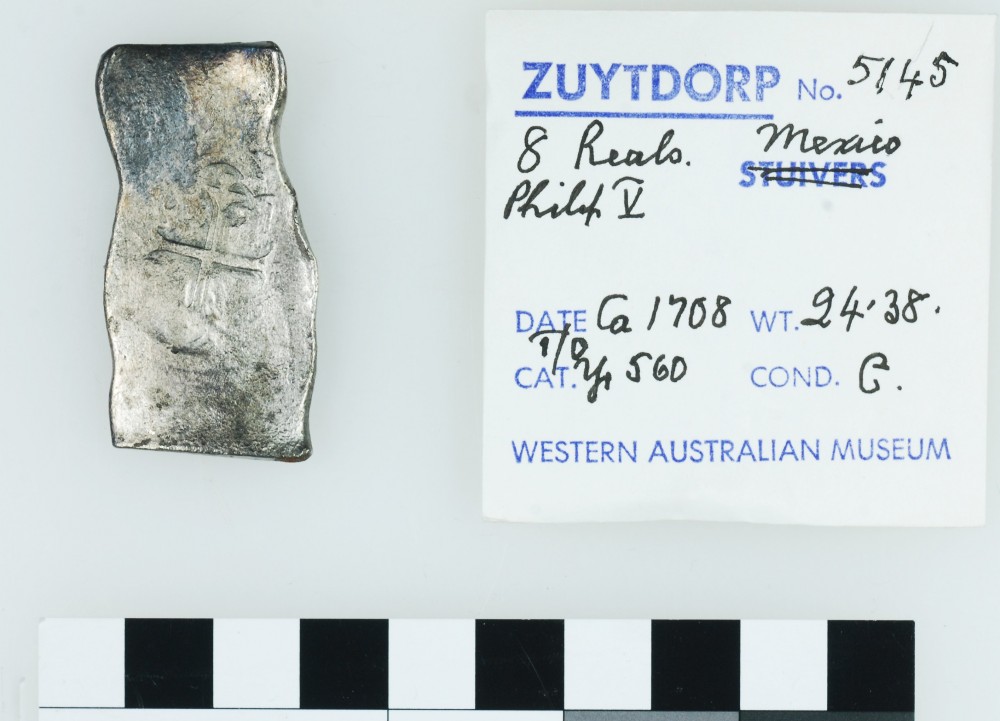 ZUYTDORP No. 5145
8 Reals. Mexico
STUIVERS
Philip V
DATE Ca 1708 WT. 24.38.
CAT. 560 COND. G.
WESTERN AUSTRALIAN MUSEUM